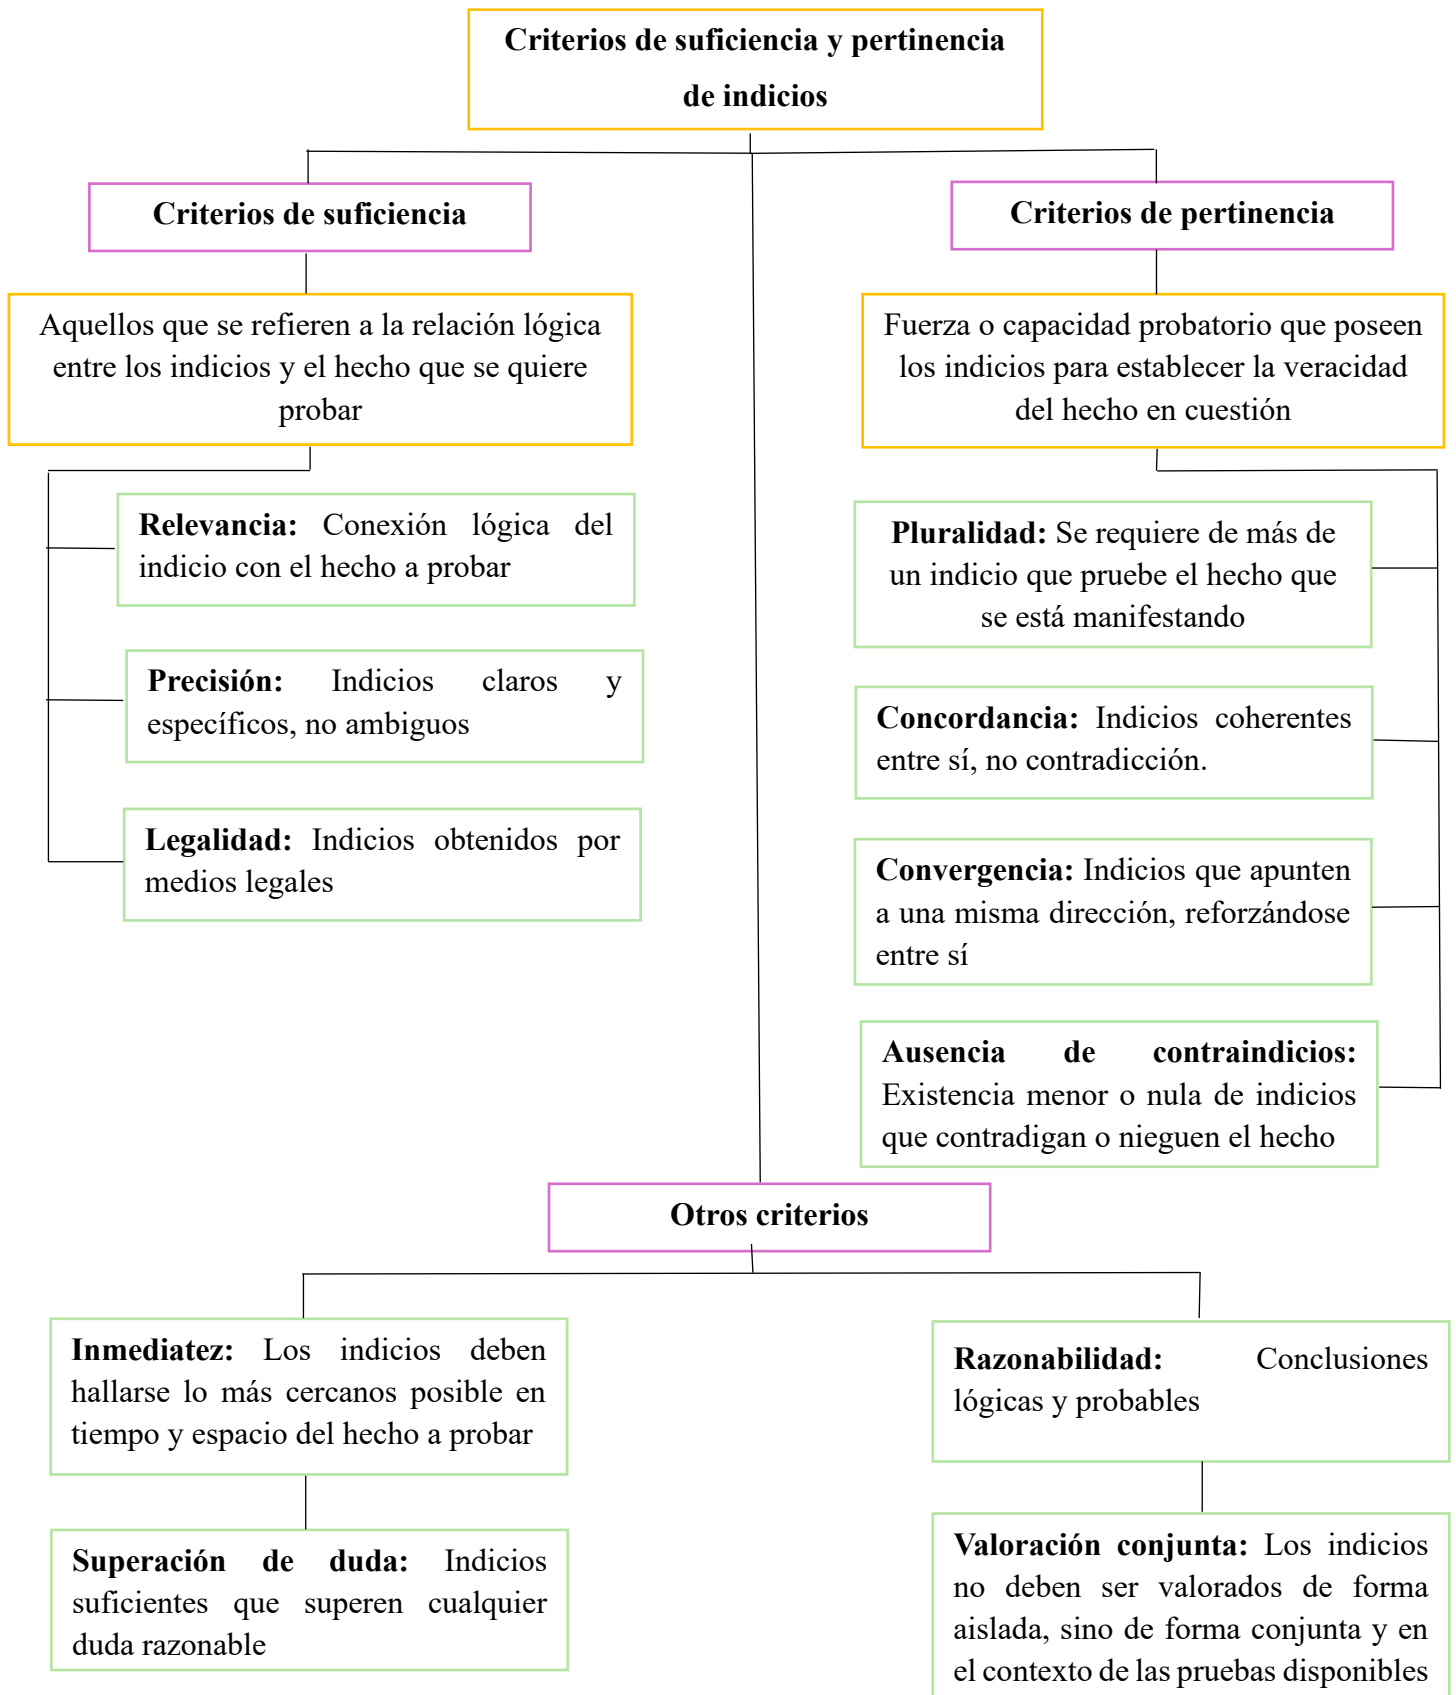 Criterios de suficiencia y pertinencia
de indicios
Criterios de suficiencia
Aquellos que se refieren a la relación lógica
entre los indicios y el hecho que se quiere
probar
Relevancia: Conexión lógica del
indicio con el hecho a probar
Precisión: Indicios claros y
específicos, no ambiguos
Legalidad: Indicios obtenidos por
medios legales
Criterios de pertinencia
Fuerza o capacidad probatorio que poseen
los indicios para establecer la veracidad
del hecho en cuestión
Pluralidad: Se requiere de más de
un indicio que pruebe el hecho que
se está manifestando
Concordancia: Indicios coherentes
entre sí, no contradicción.
Convergencia: Indicios que apunten
a una misma dirección, reforzándose
entre sí
Ausencia de contraindicios:
Existencia menor o nula de indicios
que contradigan o nieguen el hecho
Otros criterios
Inmediatez: Los indicios deben
hallarse lo más cercanos posible en
tiempo y espacio del hecho a probar
Superación de duda: Indicios
suficientes que superen cualquier
duda razonable
Razonabilidad: Conclusiones
lógicas y probables
Valoración conjunta: Los indicios
no deben ser valorados de forma
aislada, sino de forma conjunta y en
el contexto de las pruebas disponibles